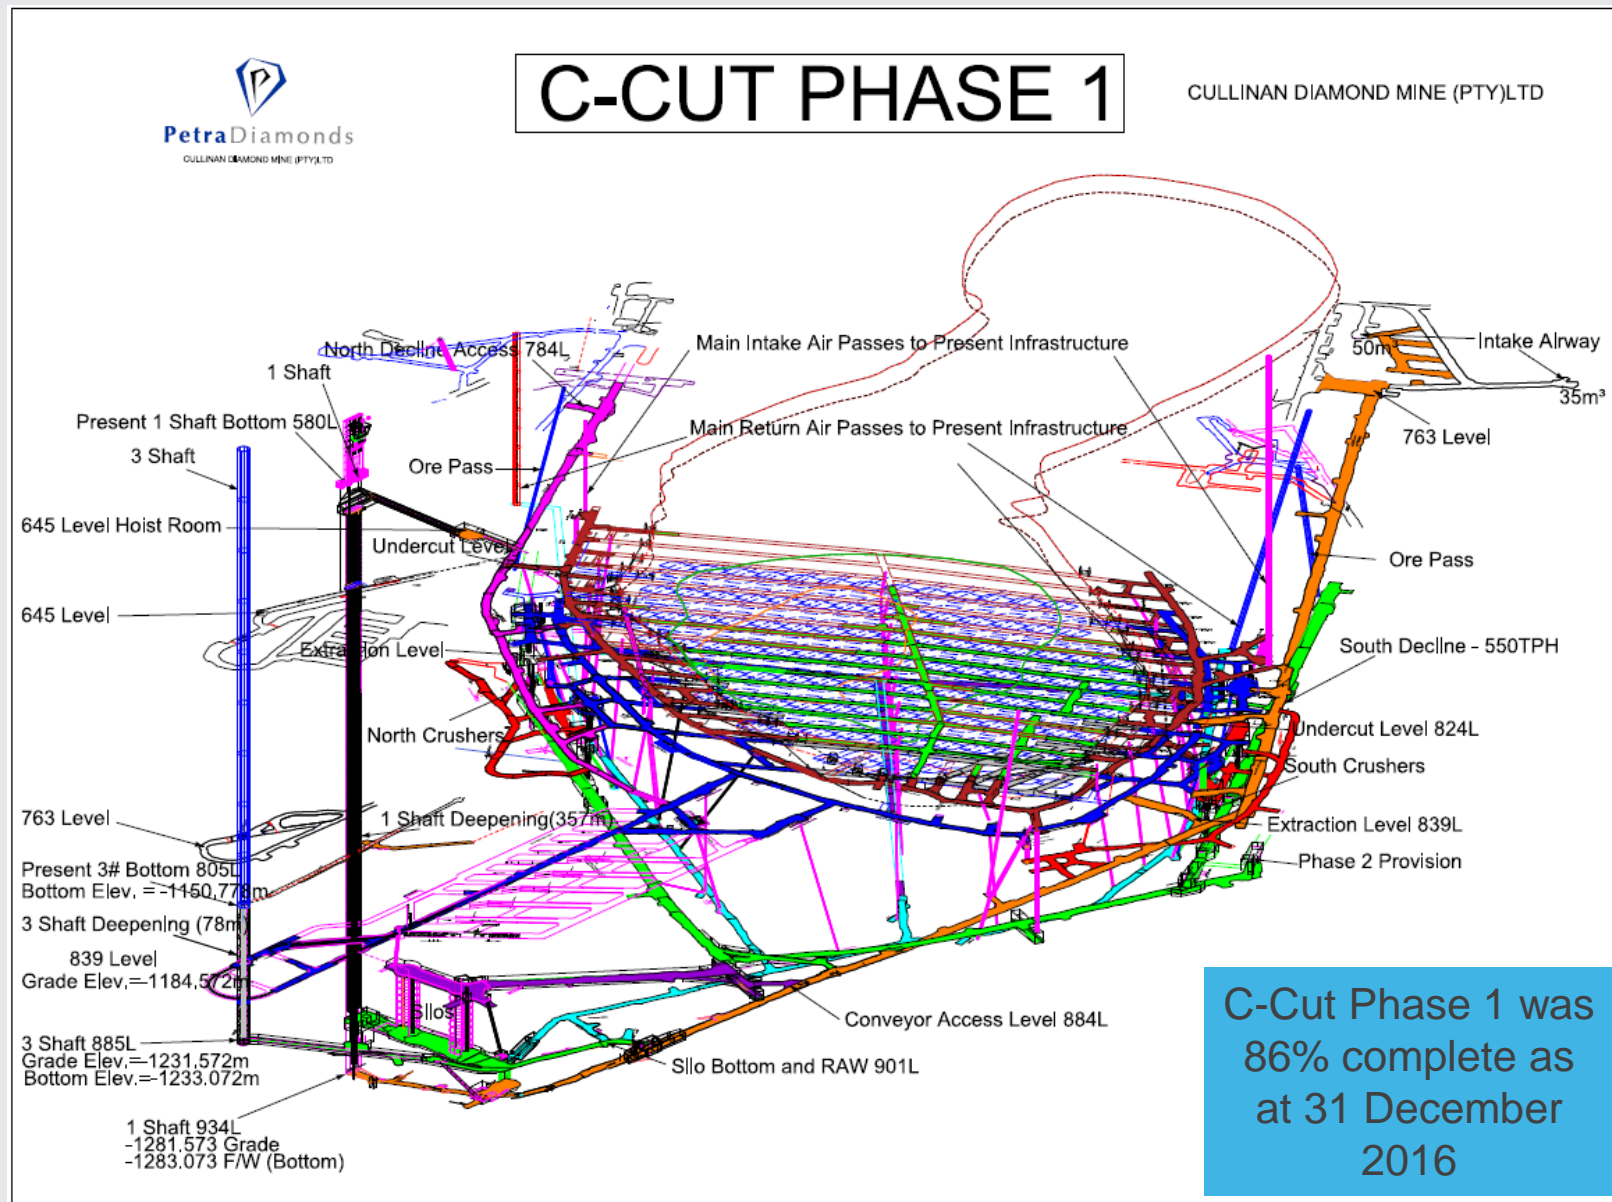 C-CUT PHASE 1
CULLINAN DIAMOND MINE (PTY)LTD
PetraDiamonds
CULLINAN DIAMOND MINE (PTY)LTD
North Decline Access 784L
Main Intake Air Passes to Present Infrastructure
50m³
Intake Airway
35m³
1 Shaft
Present 1 Shaft Bottom 580L
Main Return Air Passes to Present Infrastructure
763 Level
3 Shaft
Ore Pass
645 Level Hoist Room
Undercut Level
Ore Pass
645 Level
Extraction Level
South Decline - 550TPH
North Crushers
Undercut Level 824L
South Crushers
763 Level
1 Shaft Deepening(357m)
Extraction Level 839L
Present 3# Bottom 805L
Bottom Elev. =-1150,778m
Phase 2 Provision
3 Shaft Deepening (78m)
839 Level
Grade Elev.=-1184,572m
Silos
Conveyor Access Level 884L
3 Shaft 885L
Grade Elev.=-1231,572m
Bottom Elev.=-1233.072m
Silo Bottom and RAW 901L
1 Shaft 934L
-1281,573 Grade
-1283.073 F/W (Bottom)
C-Cut Phase 1 was
86% complete as
at 31 December
2016